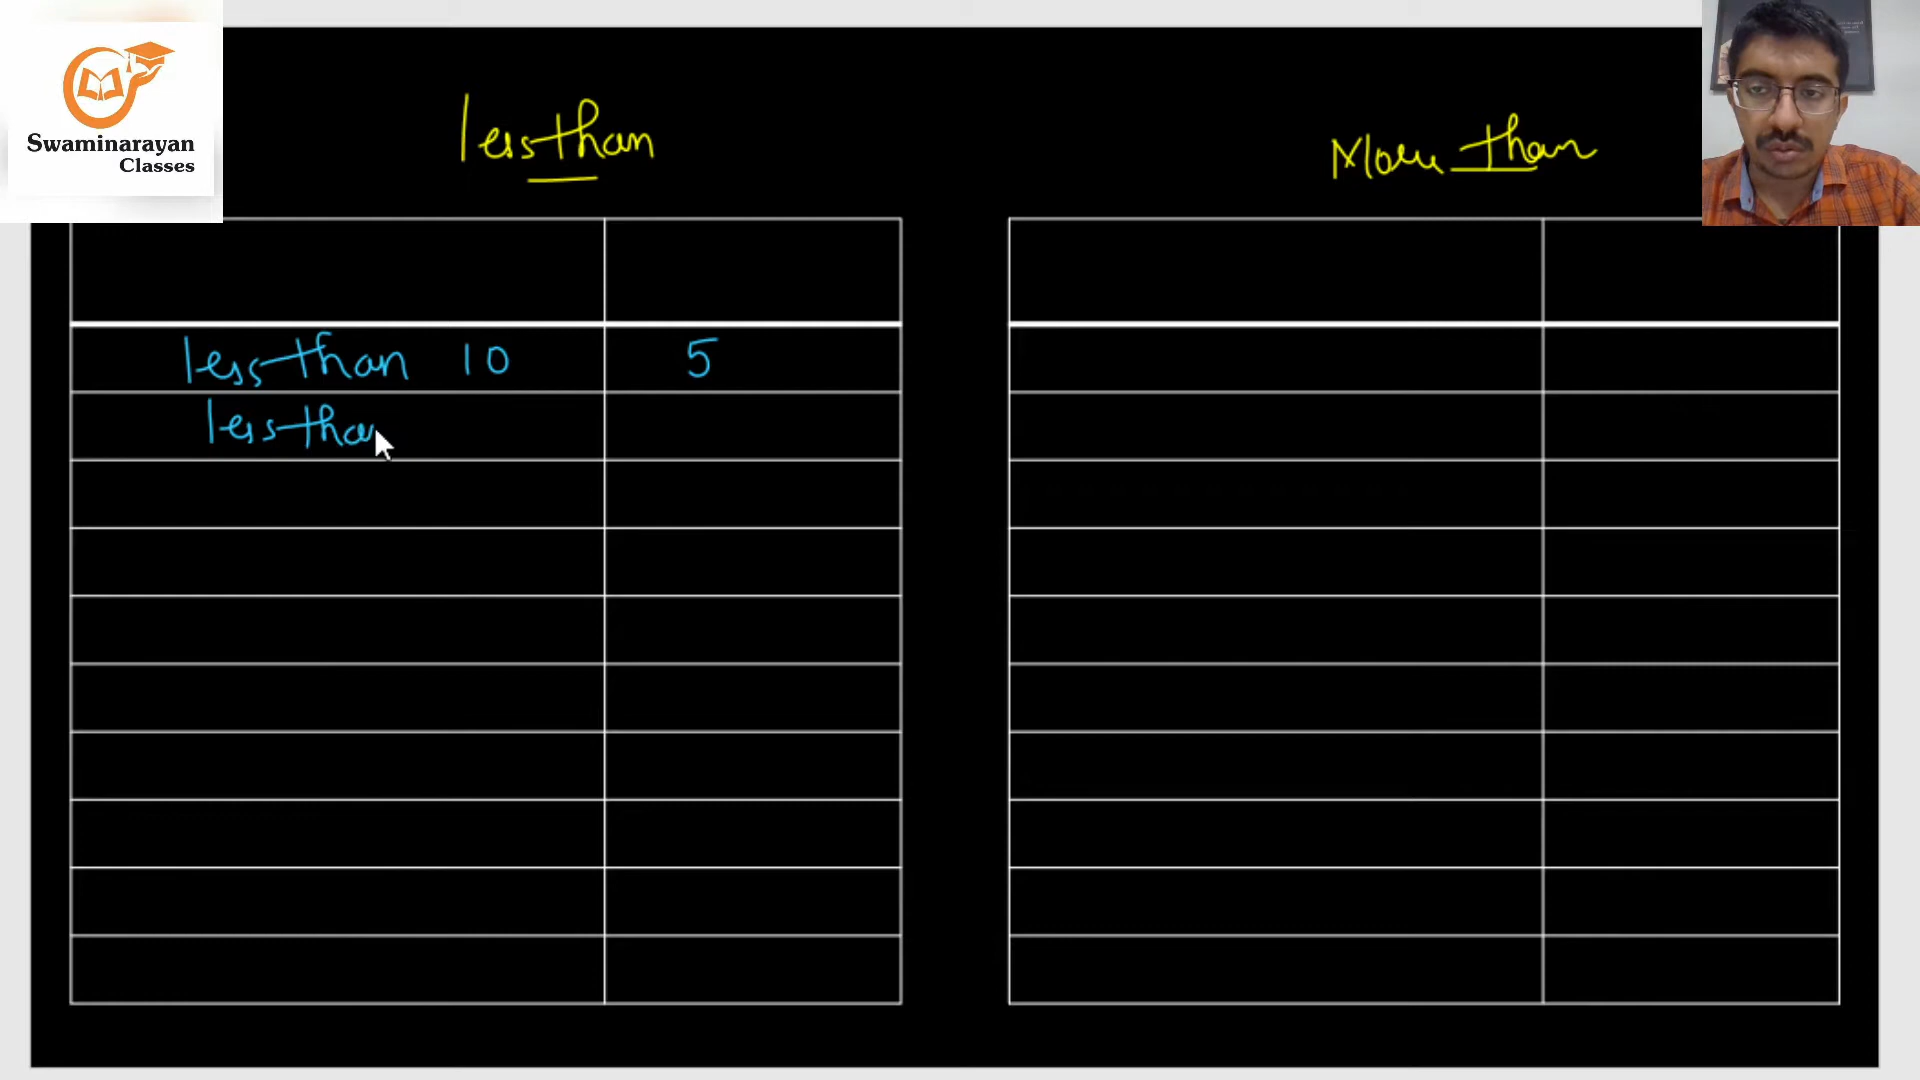 Swaminarayan
Classes
less than
More than
less than 10 5
less than